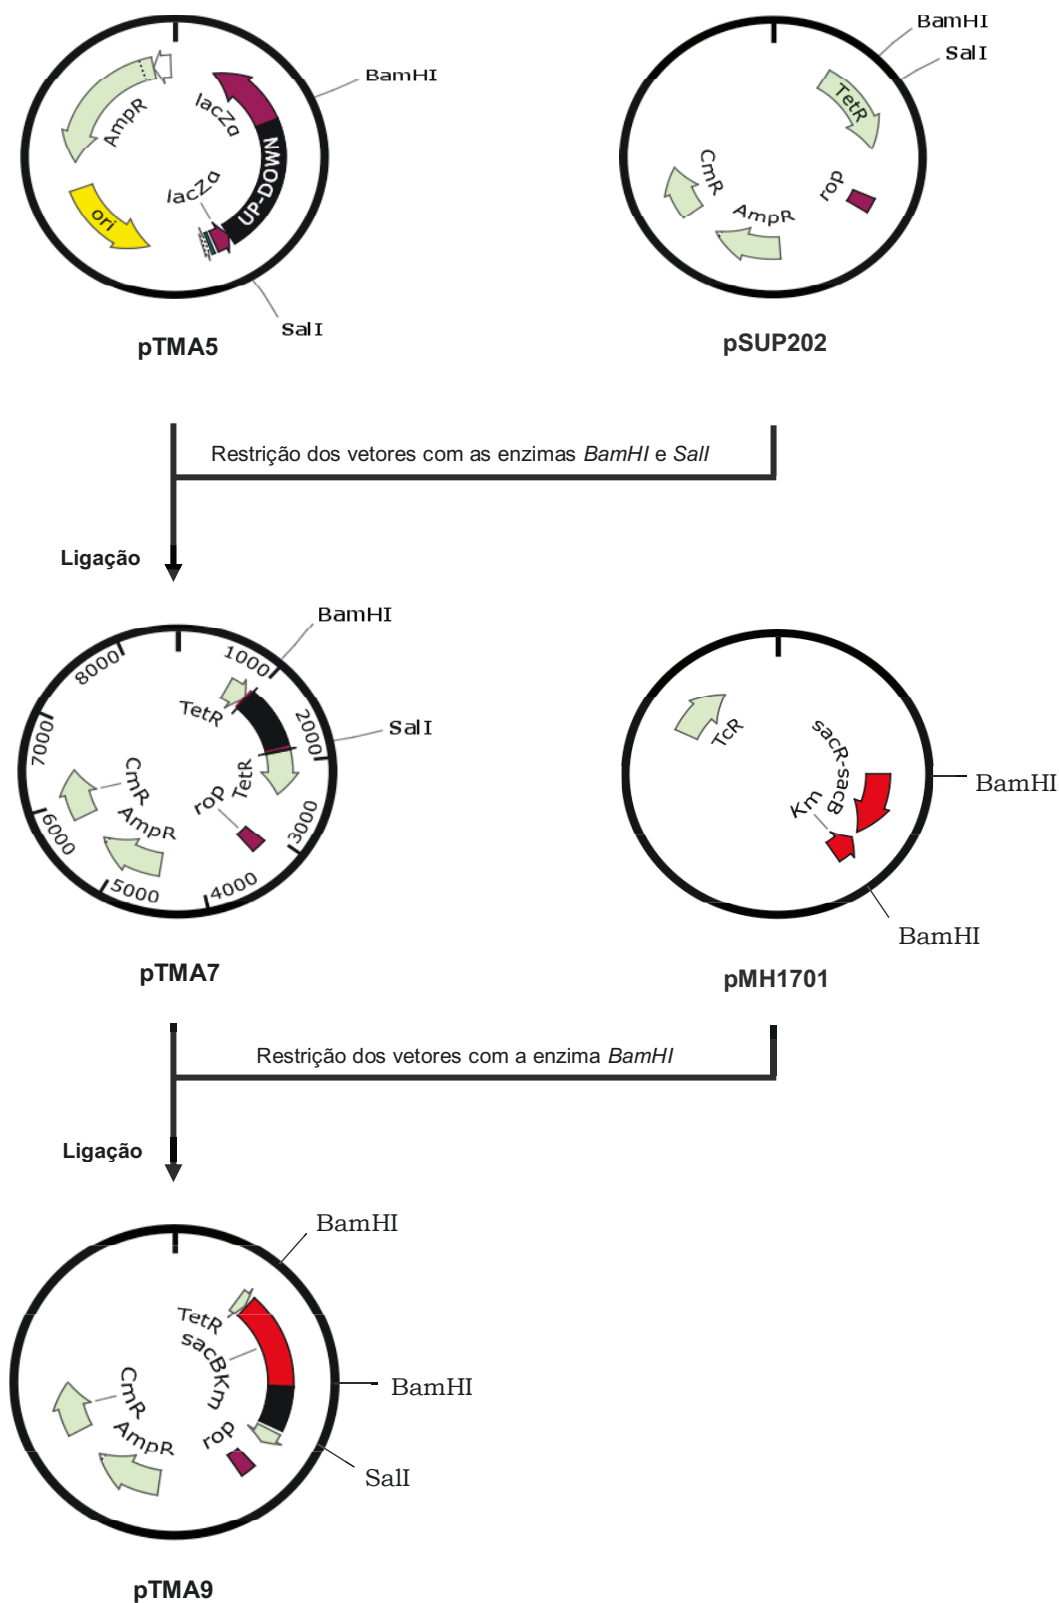 BamHI
AmpR
lacZα
UP-DOWN
lacZα
ori
SalI
pTMA5
BamHI
SalI
TetR
CmR
rop
AmpR
pSUP202
Restrição dos vetores com as enzimas BamHI e SalI
Ligação
BamHI
8000
1000
TetR
2000
SalI
7000
CmR
TetR
rop
AmpR
3000
6000
5000
4000
pTMA7
TcR
sacR-sacB
Km
BamHI
BamHI
pMH1701
Restrição dos vetores com a enzima BamHI
Ligação
BamHI
TetR
sacBKm
BamHI
CmR
AmpR
rop
SalI
pTMA9